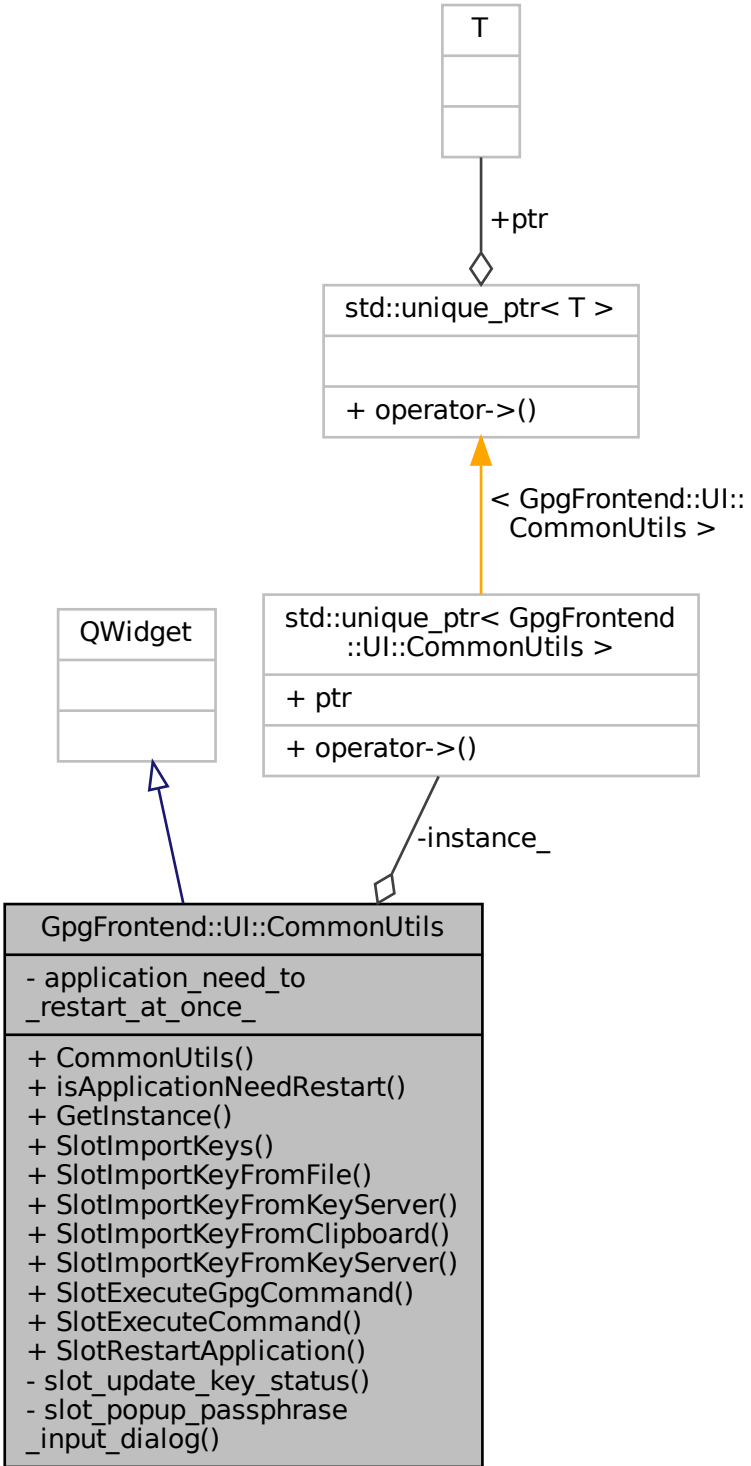 T
+ptr
std::unique_ptr< T >
+ operator->()
< GpgFrontend::UI::
CommonUtils >
QWidget
std::unique_ptr< GpgFrontend
::UI::CommonUtils >
+ ptr
+ operator->()
-instance_
GpgFrontend::UI::CommonUtils
- application_need_to
_restart_at_once_
+ CommonUtils()
+ isApplicationNeedRestart()
+ GetInstance()
+ SlotImportKeys()
+ SlotImportKeyFromFile()
+ SlotImportKeyFromKeyServer()
+ SlotImportKeyFromClipboard()
+ SlotImportKeyFromKeyServer()
+ SlotExecuteGpgCommand()
+ SlotExecuteCommand()
+ SlotRestartApplication()
- slot_update_key_status()
- slot_popup_passphrase
_input_dialog()